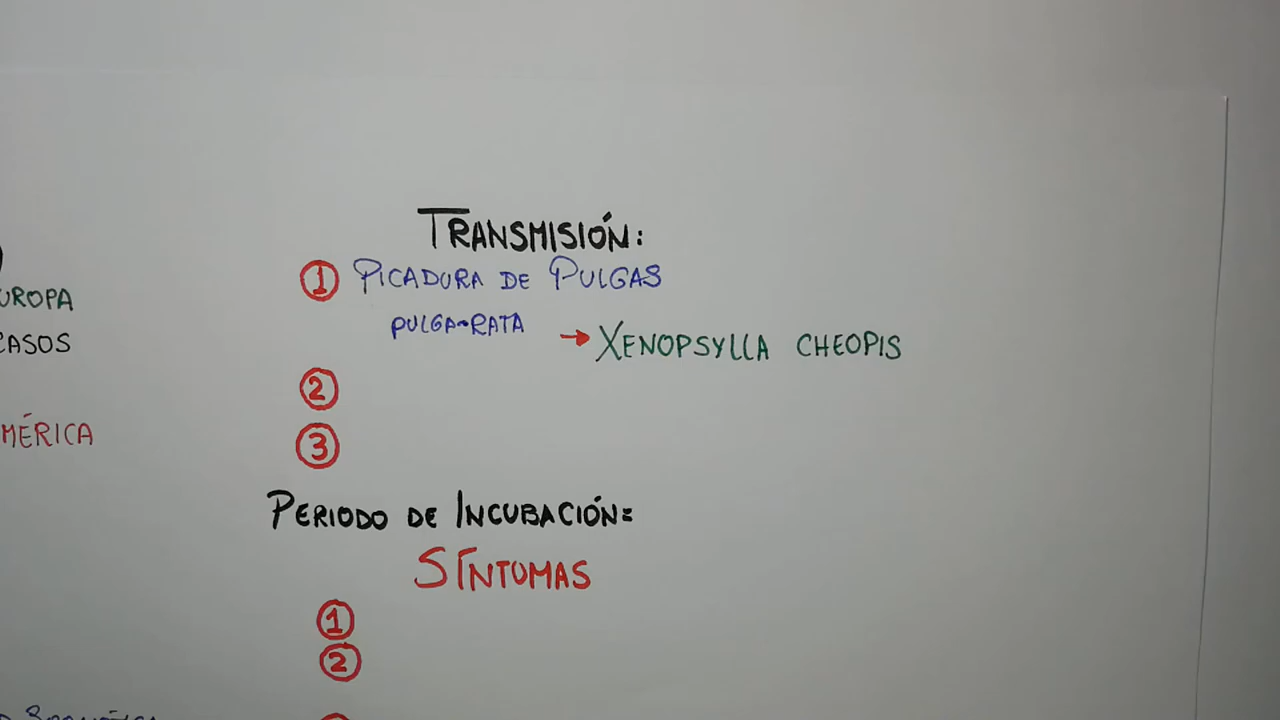 TRANSMISIÓN:
① PICADURA DE PULGAS
PULGA-RATA → XENOPSYLLA CHEOPIS
②
③
PERIODO DE INCUBACIÓN=
SÍNTOMAS
①
②
UROPA
CASOS
MÉRICA